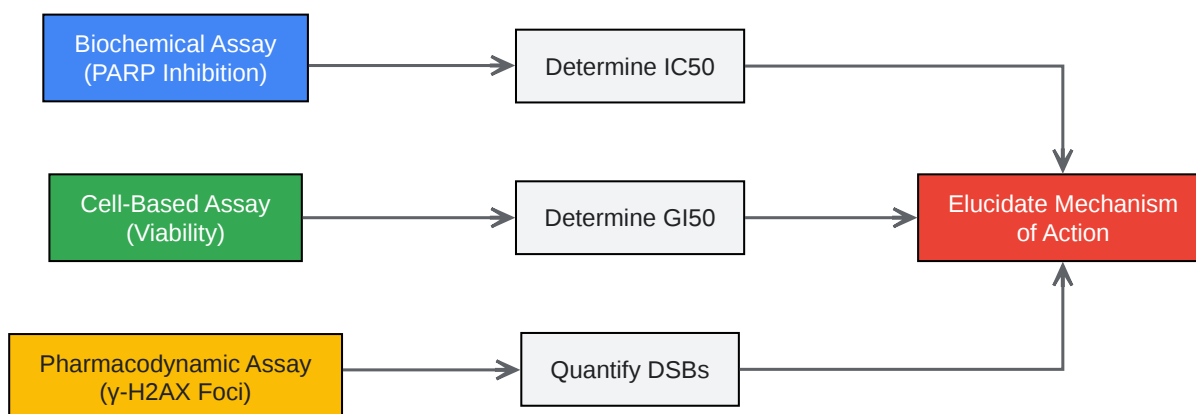 Biochemical Assay
(PARP Inhibition)
Determine IC50
Cell-Based Assay
(Viability)
Determine GI50
Elucidate Mechanism
of Action
Pharmacodynamic Assay
(γ-H2AX Foci)
Quantify DSBs